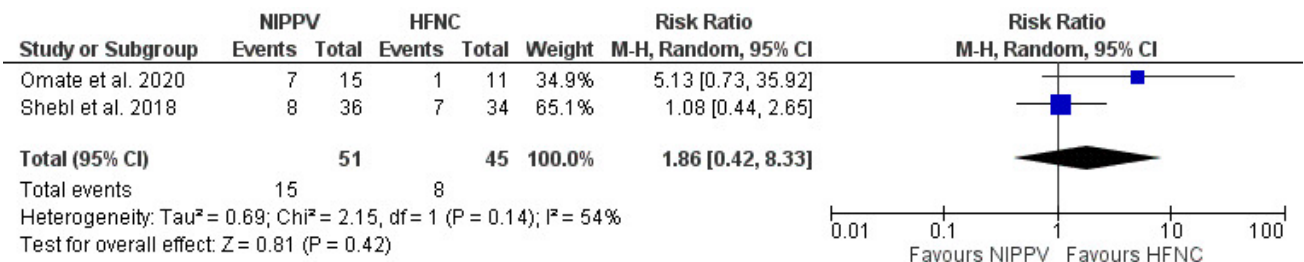 NIPPV HFNC Risk Ratio Risk Ratio
Study or Subgroup Events Total Events Total Weight M-H, Random, 95% CI M-H, Random, 95% CI
Omate et al. 2020 7 15 1 11 34.9% 5.13 [0.73, 35.92]
Shebl et al. 2018 8 36 7 34 65.1% 1.08 [0.44, 2.65]
Total (95% CI) 51 45 100.0% 1.86 [0.42, 8.33]
Total events 15 8
Heterogeneity: Tau² = 0.69; Chi² = 2.15, df = 1 (P = 0.14); I² = 54%
Test for overall effect: Z = 0.81 (P = 0.42)
0.01 0.1 1 10 100
Favours NIPPV Favours HFNC